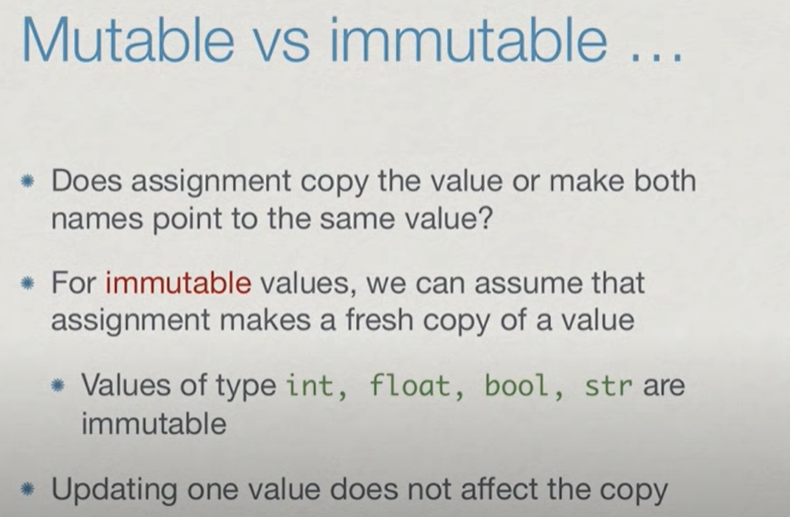 Mutable vs immutable ...
Does assignment copy the value or make both
names point to the same value?
For immutable values, we can assume that
assignment makes a fresh copy of a value
Values of type int, float, bool, str are
immutable
Updating one value does not affect the copy